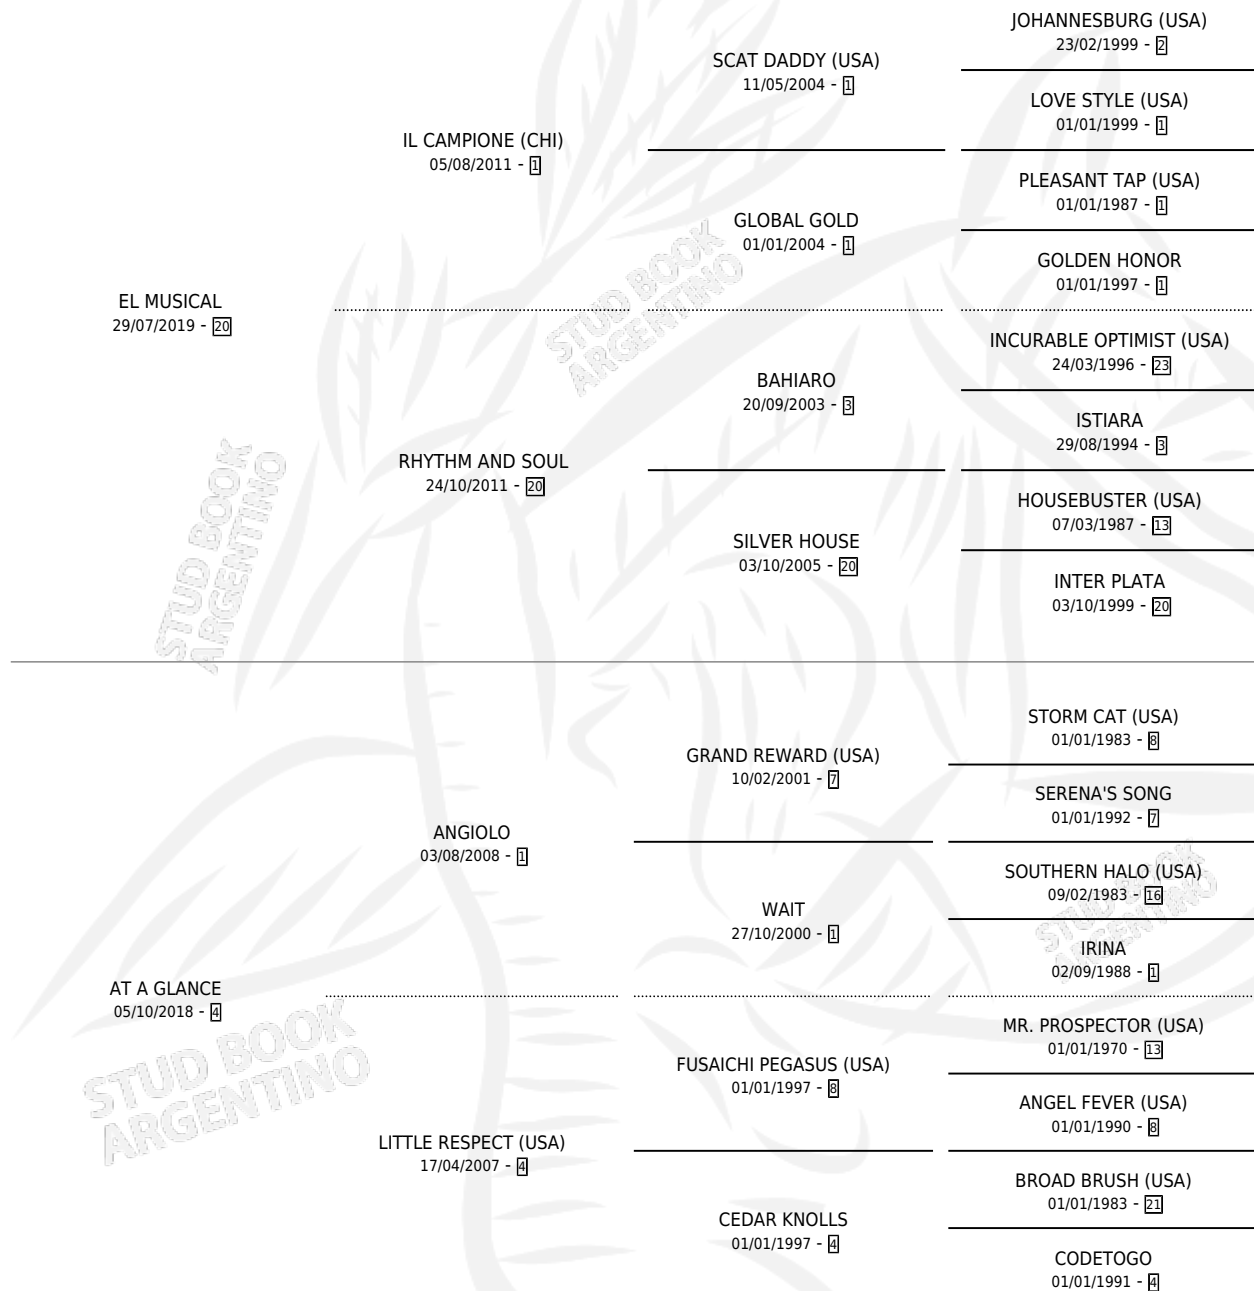 JOHANNESBURG (USA)
23/02/1999 - 2
SCAT DADDY (USA)
11/05/2004 - 1
LOVE STYLE (USA)
01/01/1999 - 1
IL CAMPIONE (CHI)
05/08/2011 - 1
PLEASANT TAP (USA)
01/01/1987 - 1
GLOBAL GOLD
01/01/2004 - 1
GOLDEN HONOR
01/01/1997 - 1
EL MUSICAL
29/07/2019 - 20
INCURABLE OPTIMIST (USA)
24/03/1996 - 23
BAHIARO
20/09/2003 - 3
ISTIARA
29/08/1994 - 3
RHYTHM AND SOUL
24/10/2011 - 20
HOUSEBUSTER (USA)
07/03/1987 - 13
SILVER HOUSE
03/10/2005 - 20
INTER PLATA
03/10/1999 - 20
STORM CAT (USA)
01/01/1983 - 8
GRAND REWARD (USA)
10/02/2001 - 7
SERENA'S SONG
01/01/1992 - 7
ANGIOLO
03/08/2008 - 1
SOUTHERN HALO (USA)
09/02/1983 - 16
WAIT
27/10/2000 - 1
IRINA
02/09/1988 - 1
AT A GLANCE
05/10/2018 - 4
MR. PROSPECTOR (USA)
01/01/1970 - 13
FUSAICHI PEGASUS (USA)
01/01/1997 - 8
ANGEL FEVER (USA)
01/01/1990 - 8
LITTLE RESPECT (USA)
17/04/2007 - 4
BROAD BRUSH (USA)
01/01/1983 - 21
CEDAR KNOLLS
01/01/1997 - 4
CODETOGO
01/01/1991 - 4
STUD BOOK
ARGENTINO
STUD BOOK
ARGENTINO
STUD BOOK
ARGENTINO
STUD BOOK
ARGENTINO